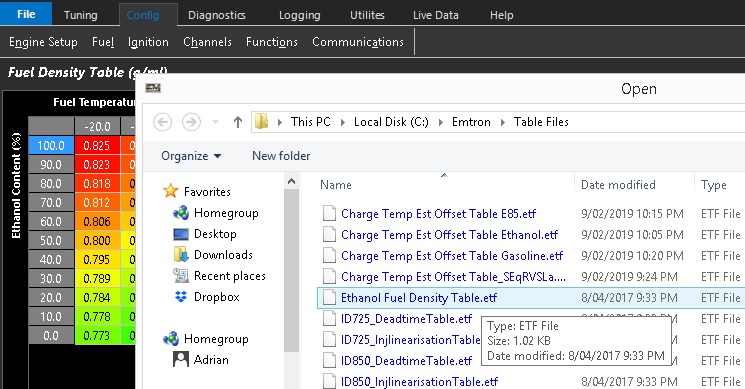 File Tuning Config Diagnostics Logging Utilites Live Data Help
Engine Setup Fuel Ignition Channels Functions Communications
Fuel Density Table (g/ml)
Open
Fuel Temperatur
This PC Local Disk (C:) Emtron Table Files
-20.0
Organize New folder
100.0 0.825
90.0 0.823
80.0 0.818
70.0 0.812
60.0 0.806
50.0 0.800
40.0 0.795
30.0 0.789
20.0 0.784
10.0 0.778
0.0 0.773
Ethanol Content (%)
Favorites
Homegroup
Desktop
Downloads
Recent places
Dropbox
Homegroup
Adrian
Name Date modified Type
Charge Temp Est Offset Table E85.etf 9/02/2019 10:15 PM ETF File
Charge Temp Est Offset Table Ethanol.etf 9/02/2019 10:05 PM ETF File
Charge Temp Est Offset Table Gasoline.etf 9/02/2019 10:20 PM ETF File
Charge Temp Est Offset Table_SEqRVSLa.... 9/02/2019 9:24 PM ETF File
Ethanol Fuel Density Table.etf 8/04/2017 9:33 PM ETF File
ID725_DeadtimeTable.etf ETF File
ID725_InjlinearisationTable ETF File
ID850_DeadtimeTable.etf ETF File
ID850_InjlinearisationTable.etf 8/04/2017 9:33 PM ETF File
Type: ETF File
Size: 1.02 KB
Date modified: 8/04/2017 9:33 PM